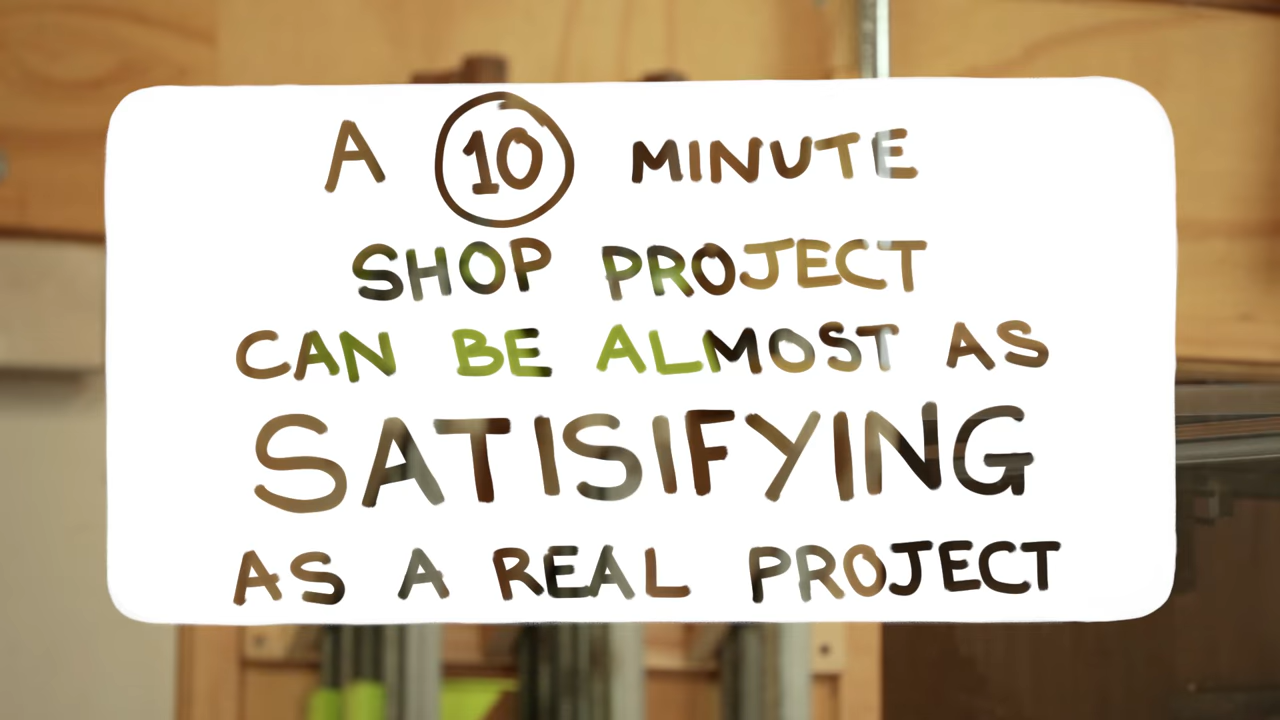 A 10 MINUTE
SHOP PROJECT
CAN BE ALMOST AS
SATISIFYING
AS A REAL PROJECT